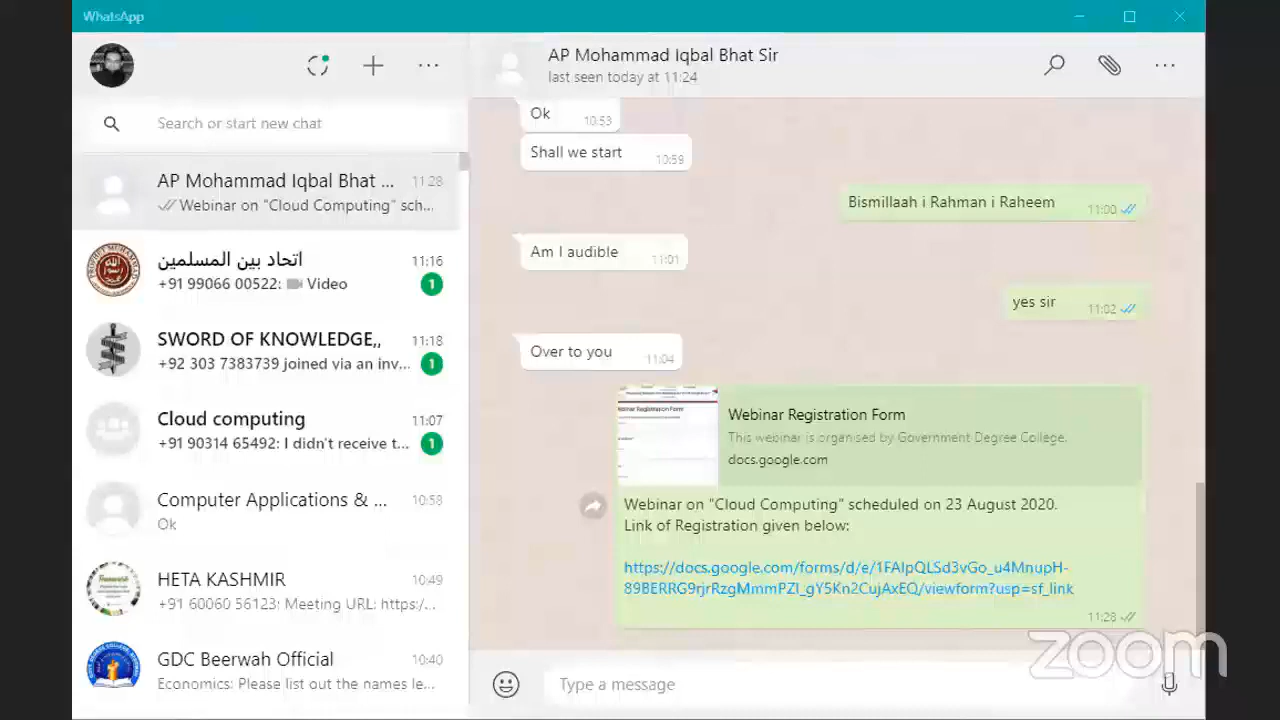 WhatsApp
AP Mohammad Iqbal Bhat Sir
last seen today at 11:24
Search or start new chat
AP Mohammad Iqbal Bhat ... 11:28
Webinar on "Cloud Computing" sch...
اتحاد بين المسلمين 11:16
+91 99066 00522: Video 1
SWORD OF KNOWLEDGE,, 11:18
+92 303 7383739 joined via an inv... 1
Cloud computing 11:07
+91 90314 65492: I didn't receive t... 1
Computer Applications & ... 10:58
Ok
HETA KASHMIR 10:49
+91 60060 56123: Meeting URL: https:/...
GDC Beerwah Official 10:40
Economics: Please list out the names le...
Ok 10:53
Shall we start 10:59
Bismillaah i Rahman i Raheem 11:00
Am I audible 11:01
yes sir 11:02
Over to you 11:04
Webinar Registration Form
Webinar Registration Form
This webinar is organised by Government Degree College.
docs.google.com
Webinar on "Cloud Computing" scheduled on 23 August 2020.
Link of Registration given below:
https://docs.google.com/forms/d/e/1FAIpQLSd3vGo_u4MnupH-
89BERRG9rjrRzgMmmPZI_gY5Kn2CujAxEQ/viewform?usp=sf_link
11:28
Type a message
zoom